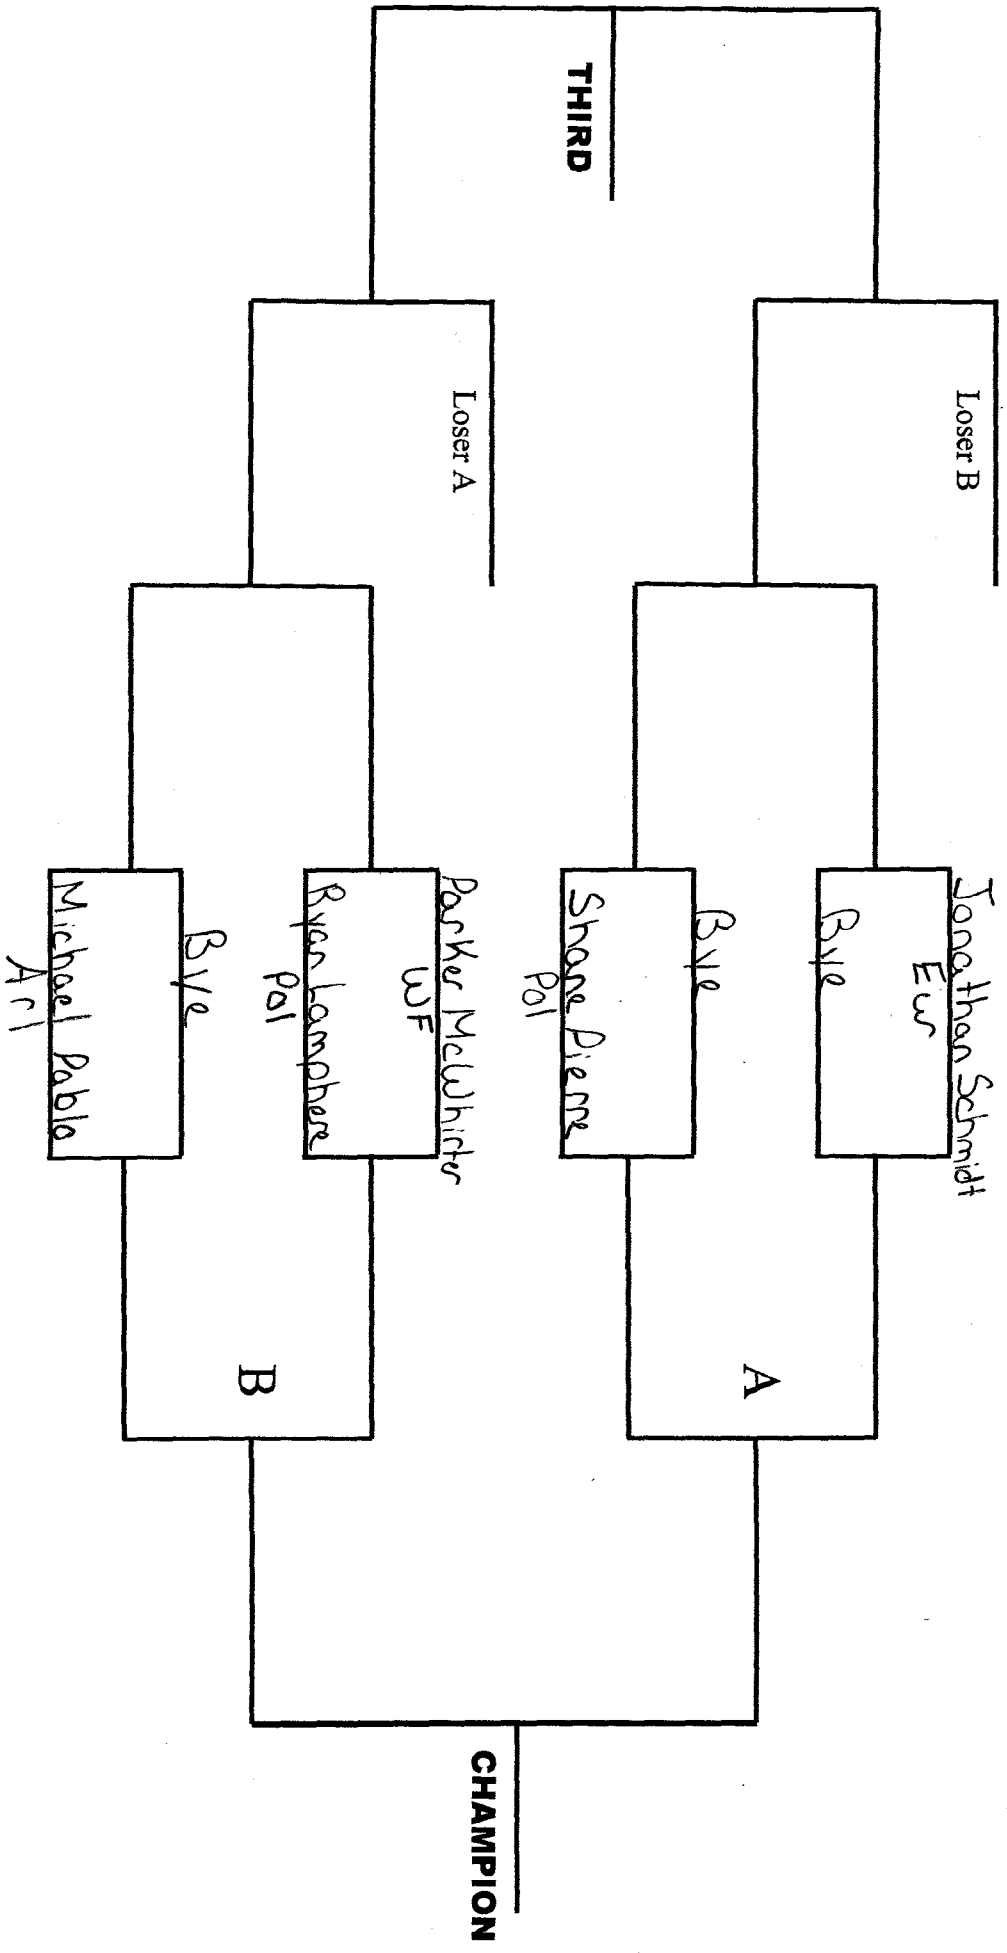 Jonathan Schmidt
Ew
Bye
Bye
Shane Pierre
Pol
Parker McWhirter
WF
Ryan Lamphere
Pol
Bye
Michael Pablo
Arl
Loser B
Loser A
THIRD
A
B
CHAMPION